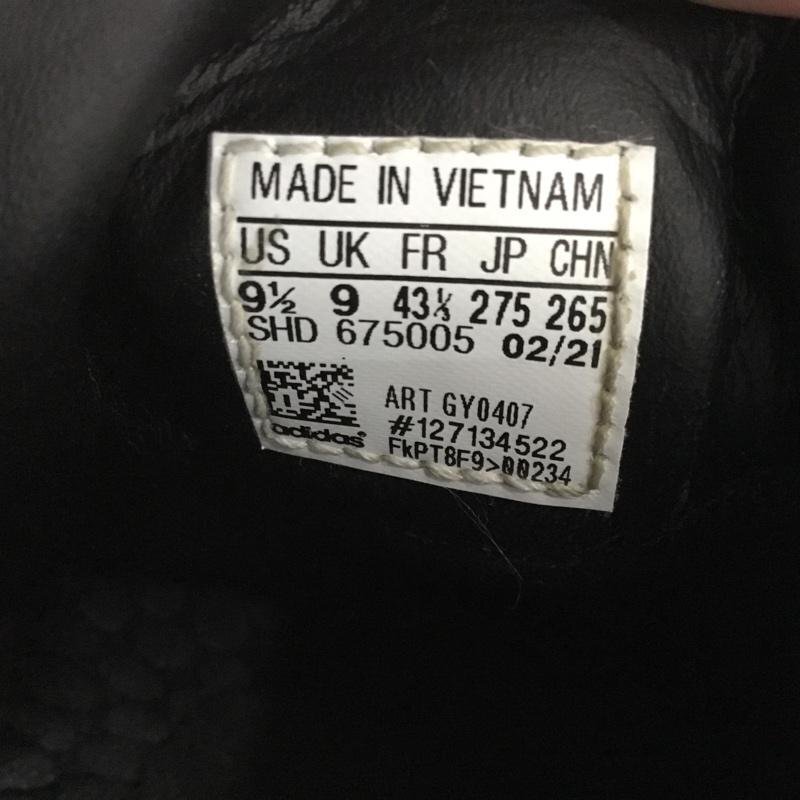 MADE IN VIETNAM
US UK FR JP CHN
9½ 9 43⅓ 275 265
SHD 675005 02/21
ART GY0407
#127134522
FkPT8F9>00234
adidas®